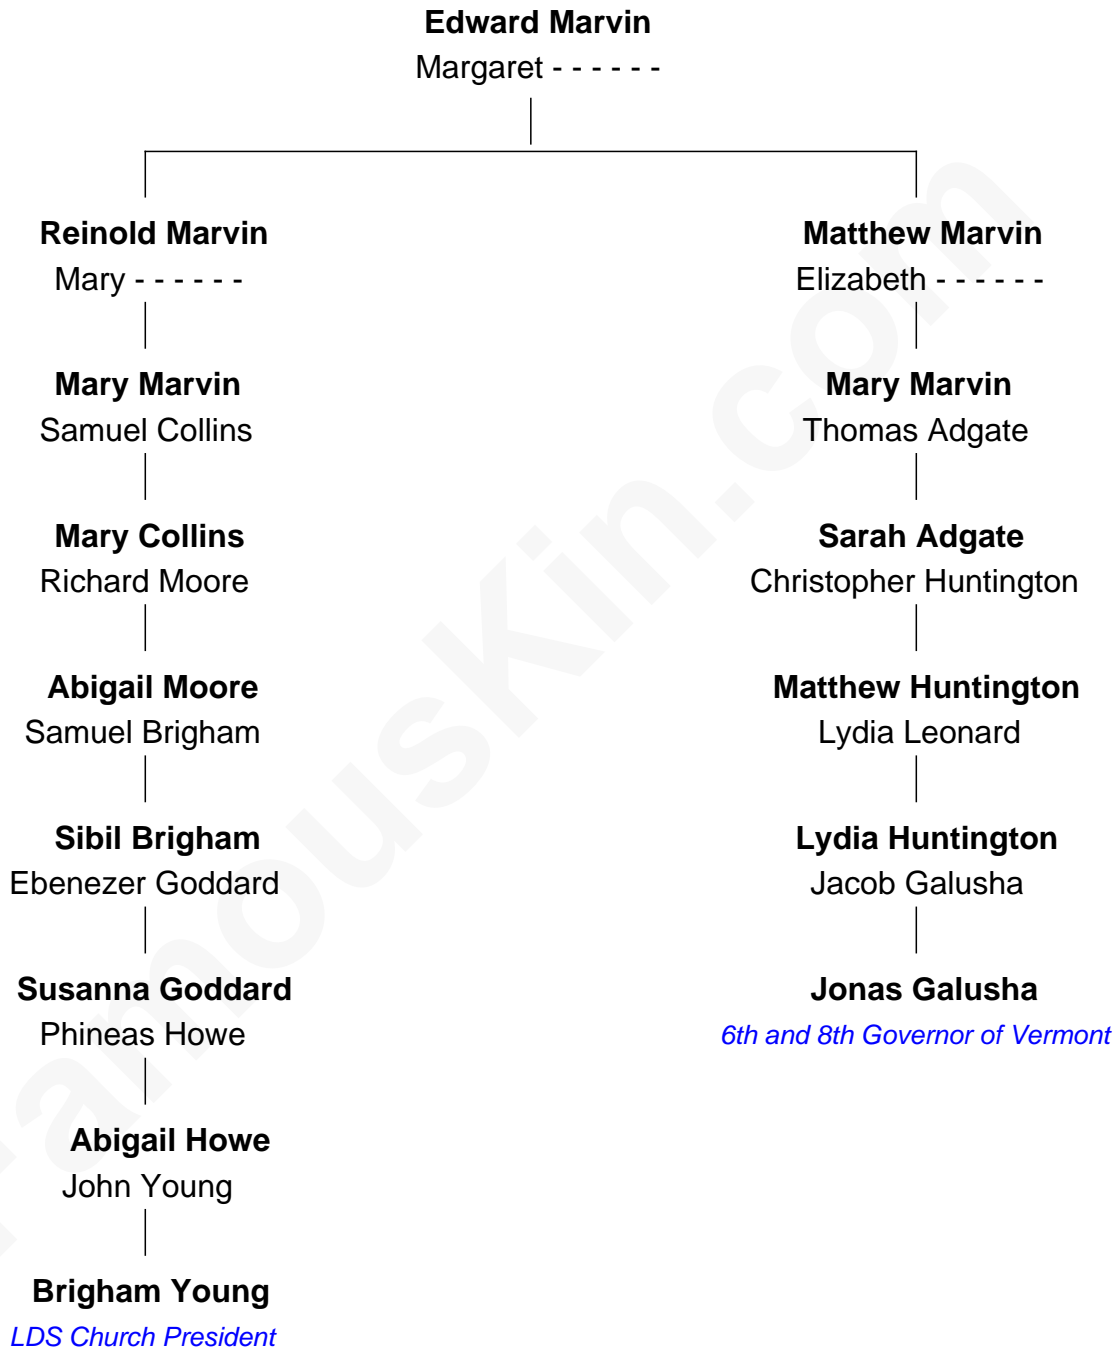 Edward Marvin
Margaret - - - - - -
Reinold Marvin
Mary - - - - - -
Mary Marvin
Samuel Collins
Mary Collins
Richard Moore
Abigail Moore
Samuel Brigham
Sibil Brigham
Ebenezer Goddard
Susanna Goddard
Phineas Howe
Abigail Howe
John Young
Brigham Young
LDS Church President
Matthew Marvin
Elizabeth - - - - - -
Mary Marvin
Thomas Adgate
Sarah Adgate
Christopher Huntington
Matthew Huntington
Lydia Leonard
Lydia Huntington
Jacob Galusha
Jonas Galusha
6th and 8th Governor of Vermont
FamousKin.com